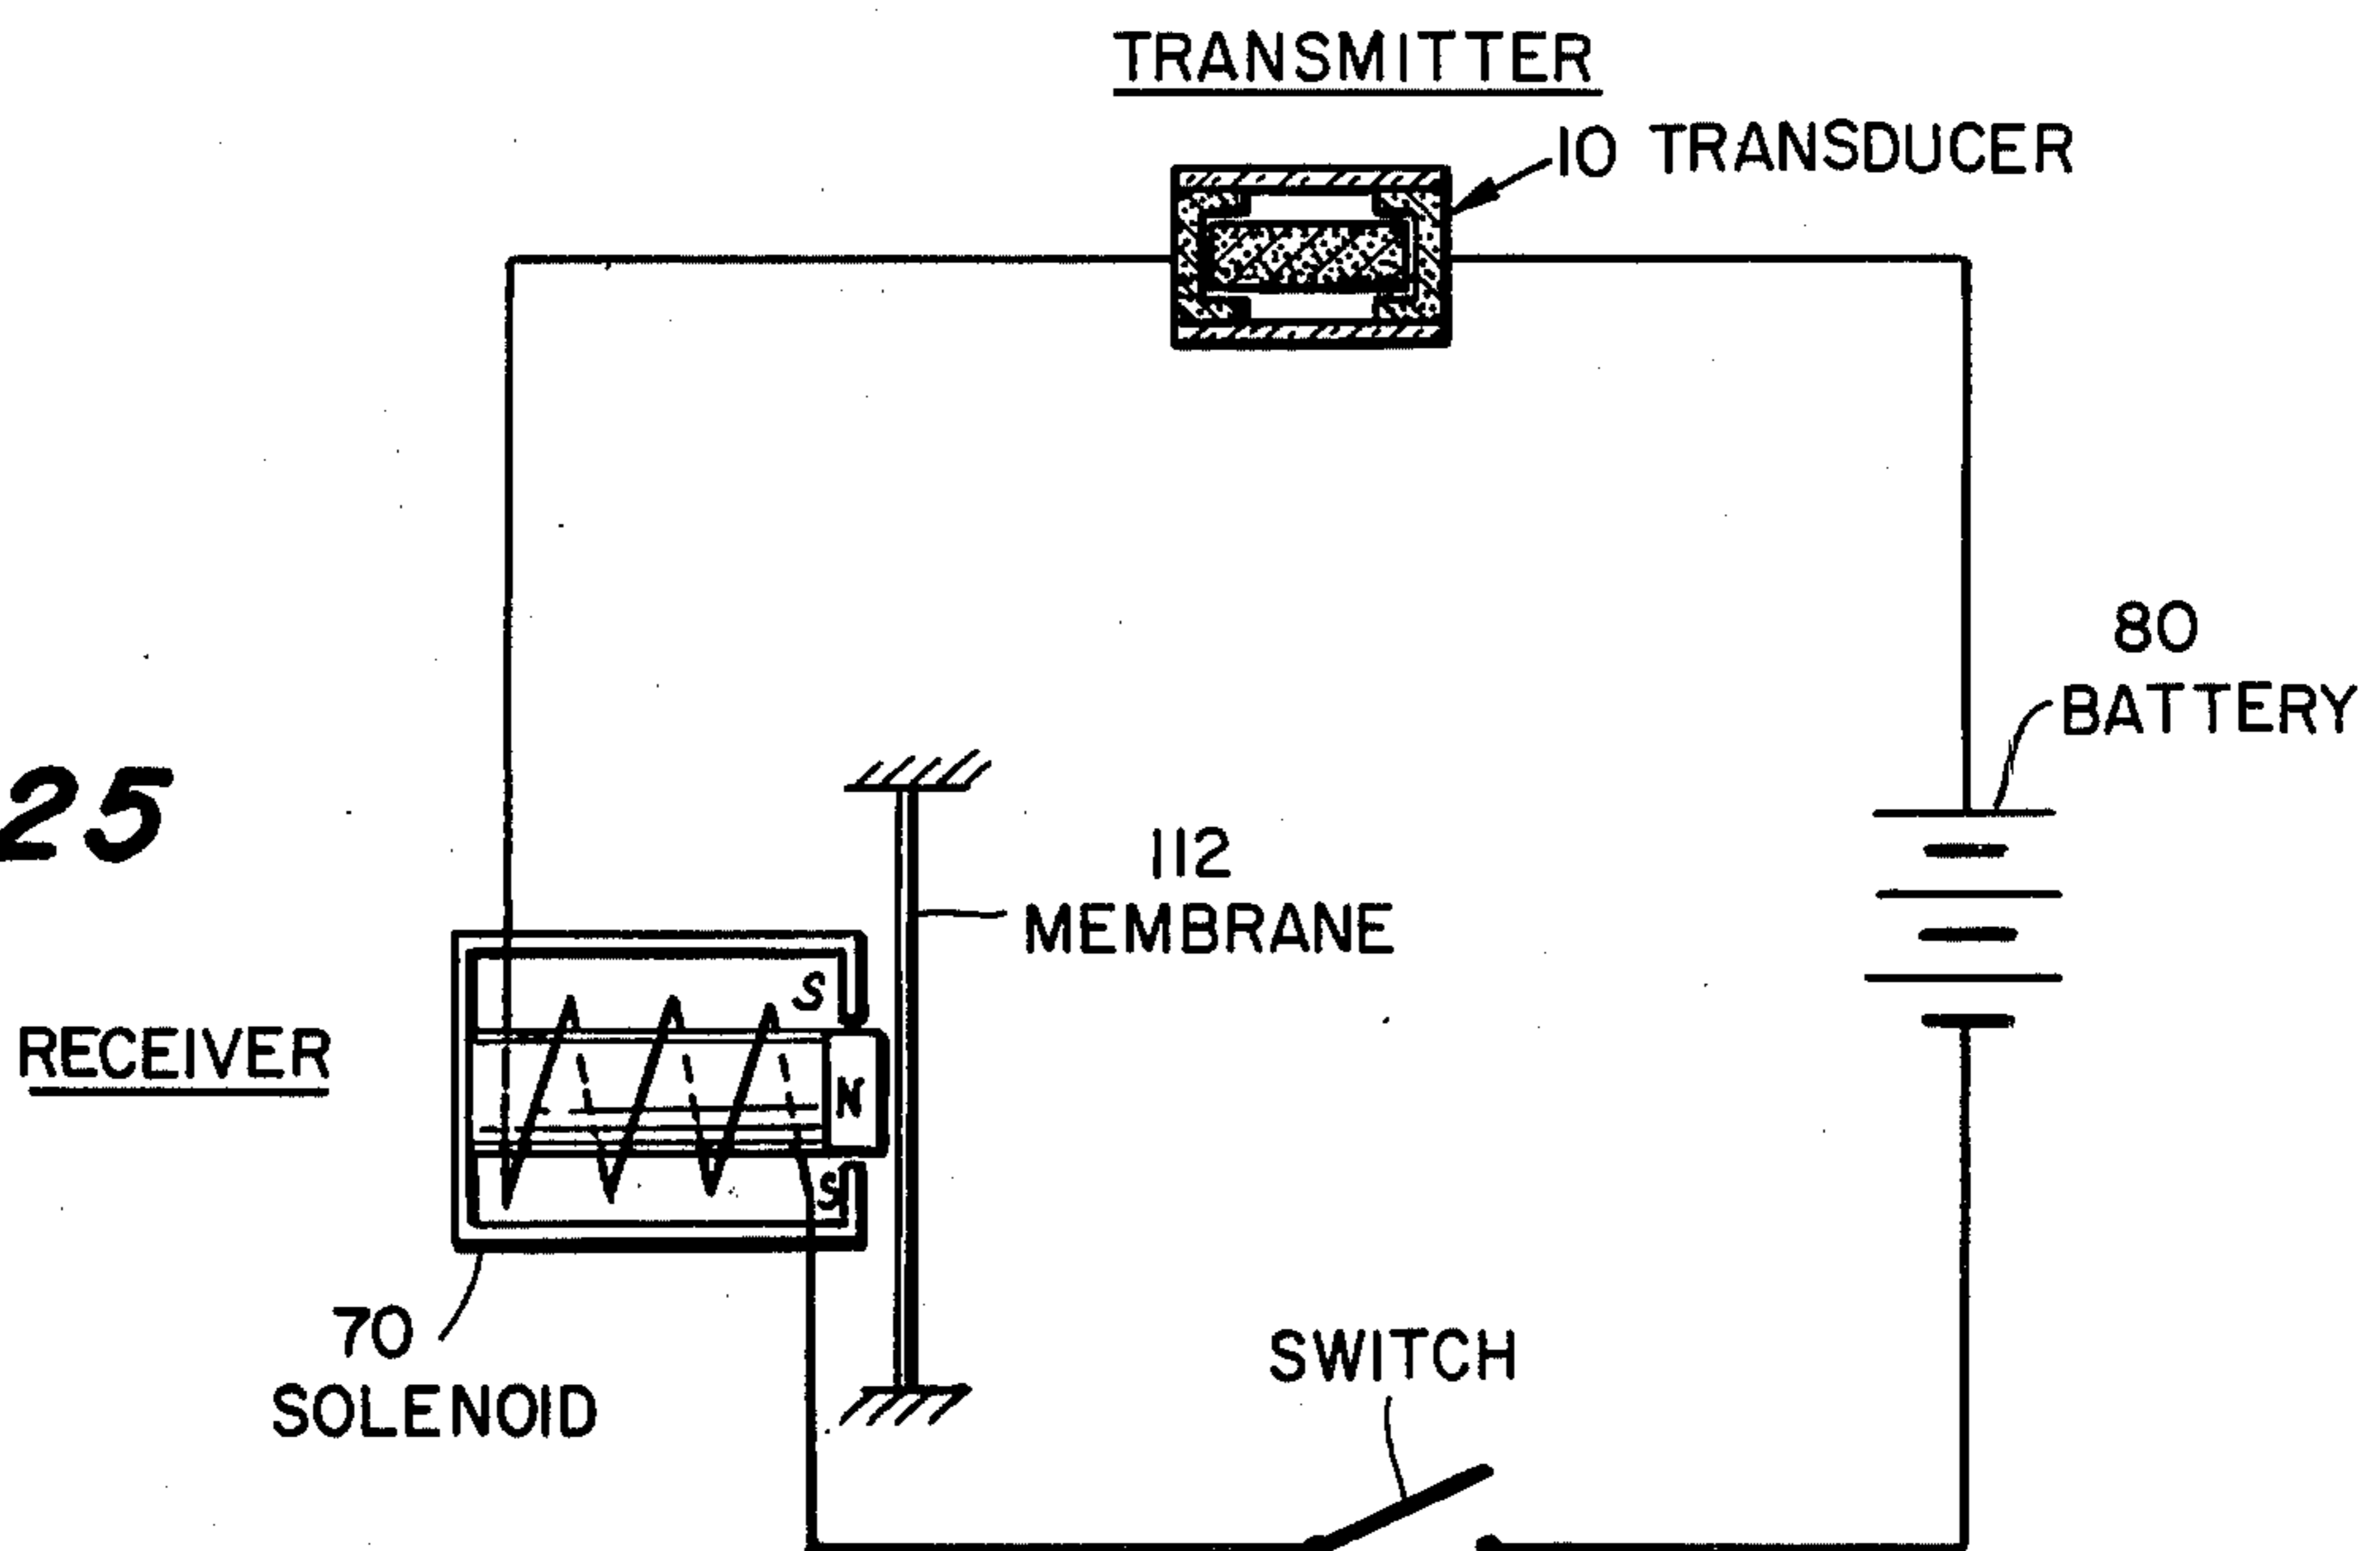 TRANSMITTER
10 TRANSDUCER
80
BATTERY
25
112
MEMBRANE
S
RECEIVER
N
S
70
SOLENOID
SWITCH